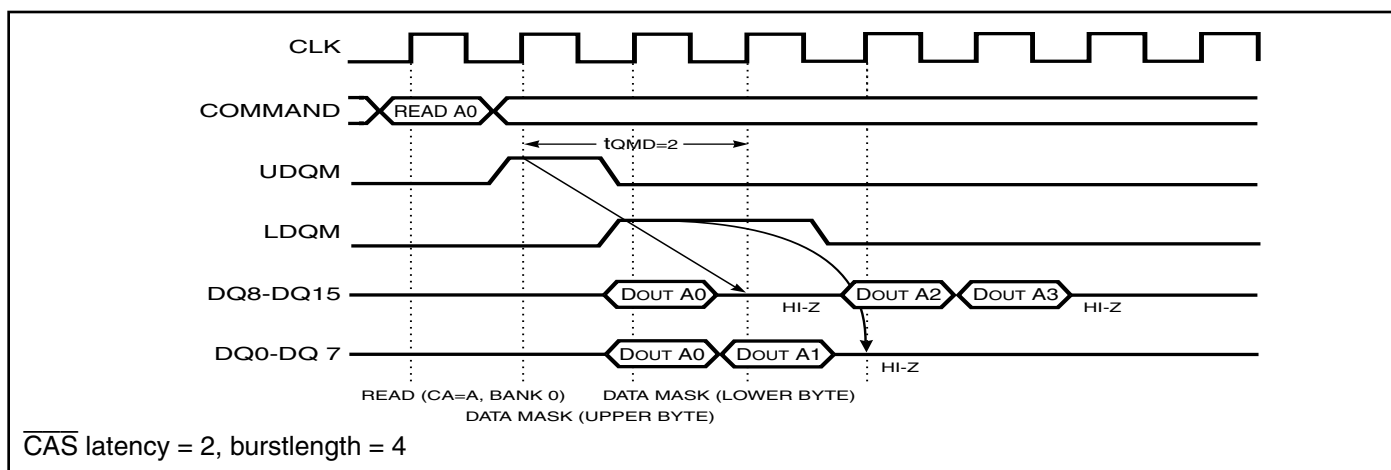 CLK
COMMAND READ A0
tQMD=2
UDQM
LDQM
DQ8-DQ15 DOUT A0 HI-Z DOUT A2 DOUT A3 HI-Z
DQ0-DQ 7 DOUT A0 DOUT A1 HI-Z
READ (CA=A, BANK 0) DATA MASK (LOWER BYTE)
DATA MASK (UPPER BYTE)
C̅A̅S̅ latency = 2, burstlength = 4